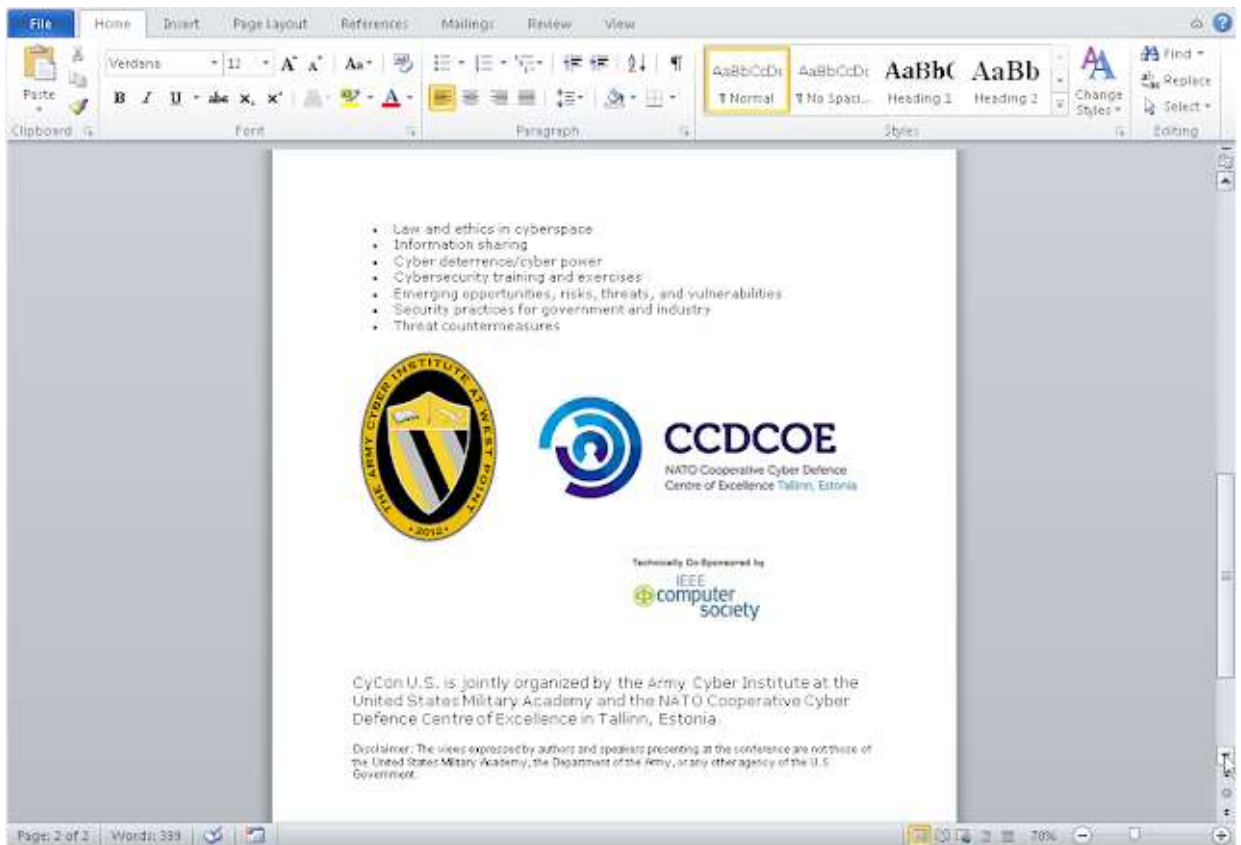 File Home Insert Page Layout References Mailings Review View
Verdana 12 Aa
Find
Replace
Select
Paste
B I U abc x, x
AaBbCcDc AaBbCcDc AaBb( AaBb
¶ Normal ¶ No Spaci... Heading 1 Heading 2
Change
Styles
Clipboard Font Paragraph Styles Editing
• Law and ethics in cyberspace
• Information sharing
• Cyber deterrence/cyber power
• Cybersecurity training and exercises
• Emerging opportunities, risks, threats, and vulnerabilities
• Security practices for government and industry
• Threat countermeasures
THE ARMY CYBER INSTITUTE AT WEST POINT
• 2012 •
CCDCOE
NATO Cooperative Cyber Defence
Centre of Excellence Tallinn, Estonia
Technically Co-Sponsored by
IEEE
computer
society
CyCon U.S. is jointly organized by the Army Cyber Institute at the
United States Military Academy and the NATO Cooperative Cyber
Defence Centre of Excellence in Tallinn, Estonia.
Disclaimer: The views expressed by authors and speakers presenting at the conference are not those of
the United States Military Academy, the Department of the Army, or any other agency of the U.S.
Government.
Page: 2 of 2 Words: 399 78%